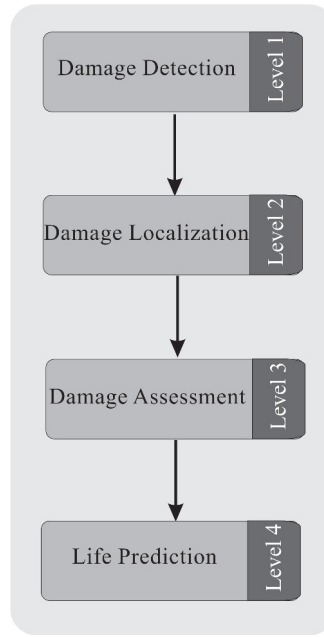 Damage Detection
Level 1
Damage Localization
Level 2
Damage Assessment
Level 3
Life Prediction
Level 4